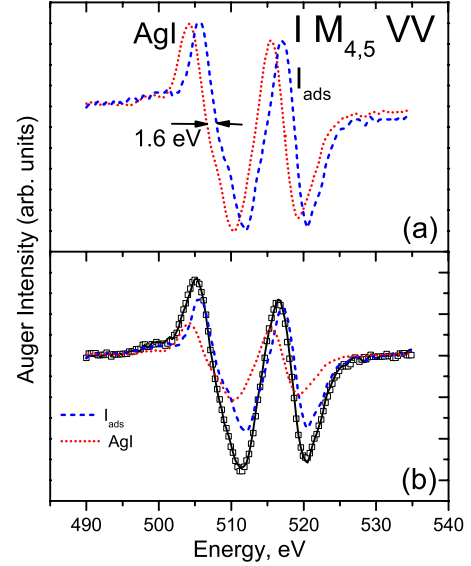 AgI
I M4,5 VV
Iads
1.6 eV
(a)
Auger Intensity (arb. units)
Iads
AgI
(b)
490 500 510 520 530 540
Energy, eV